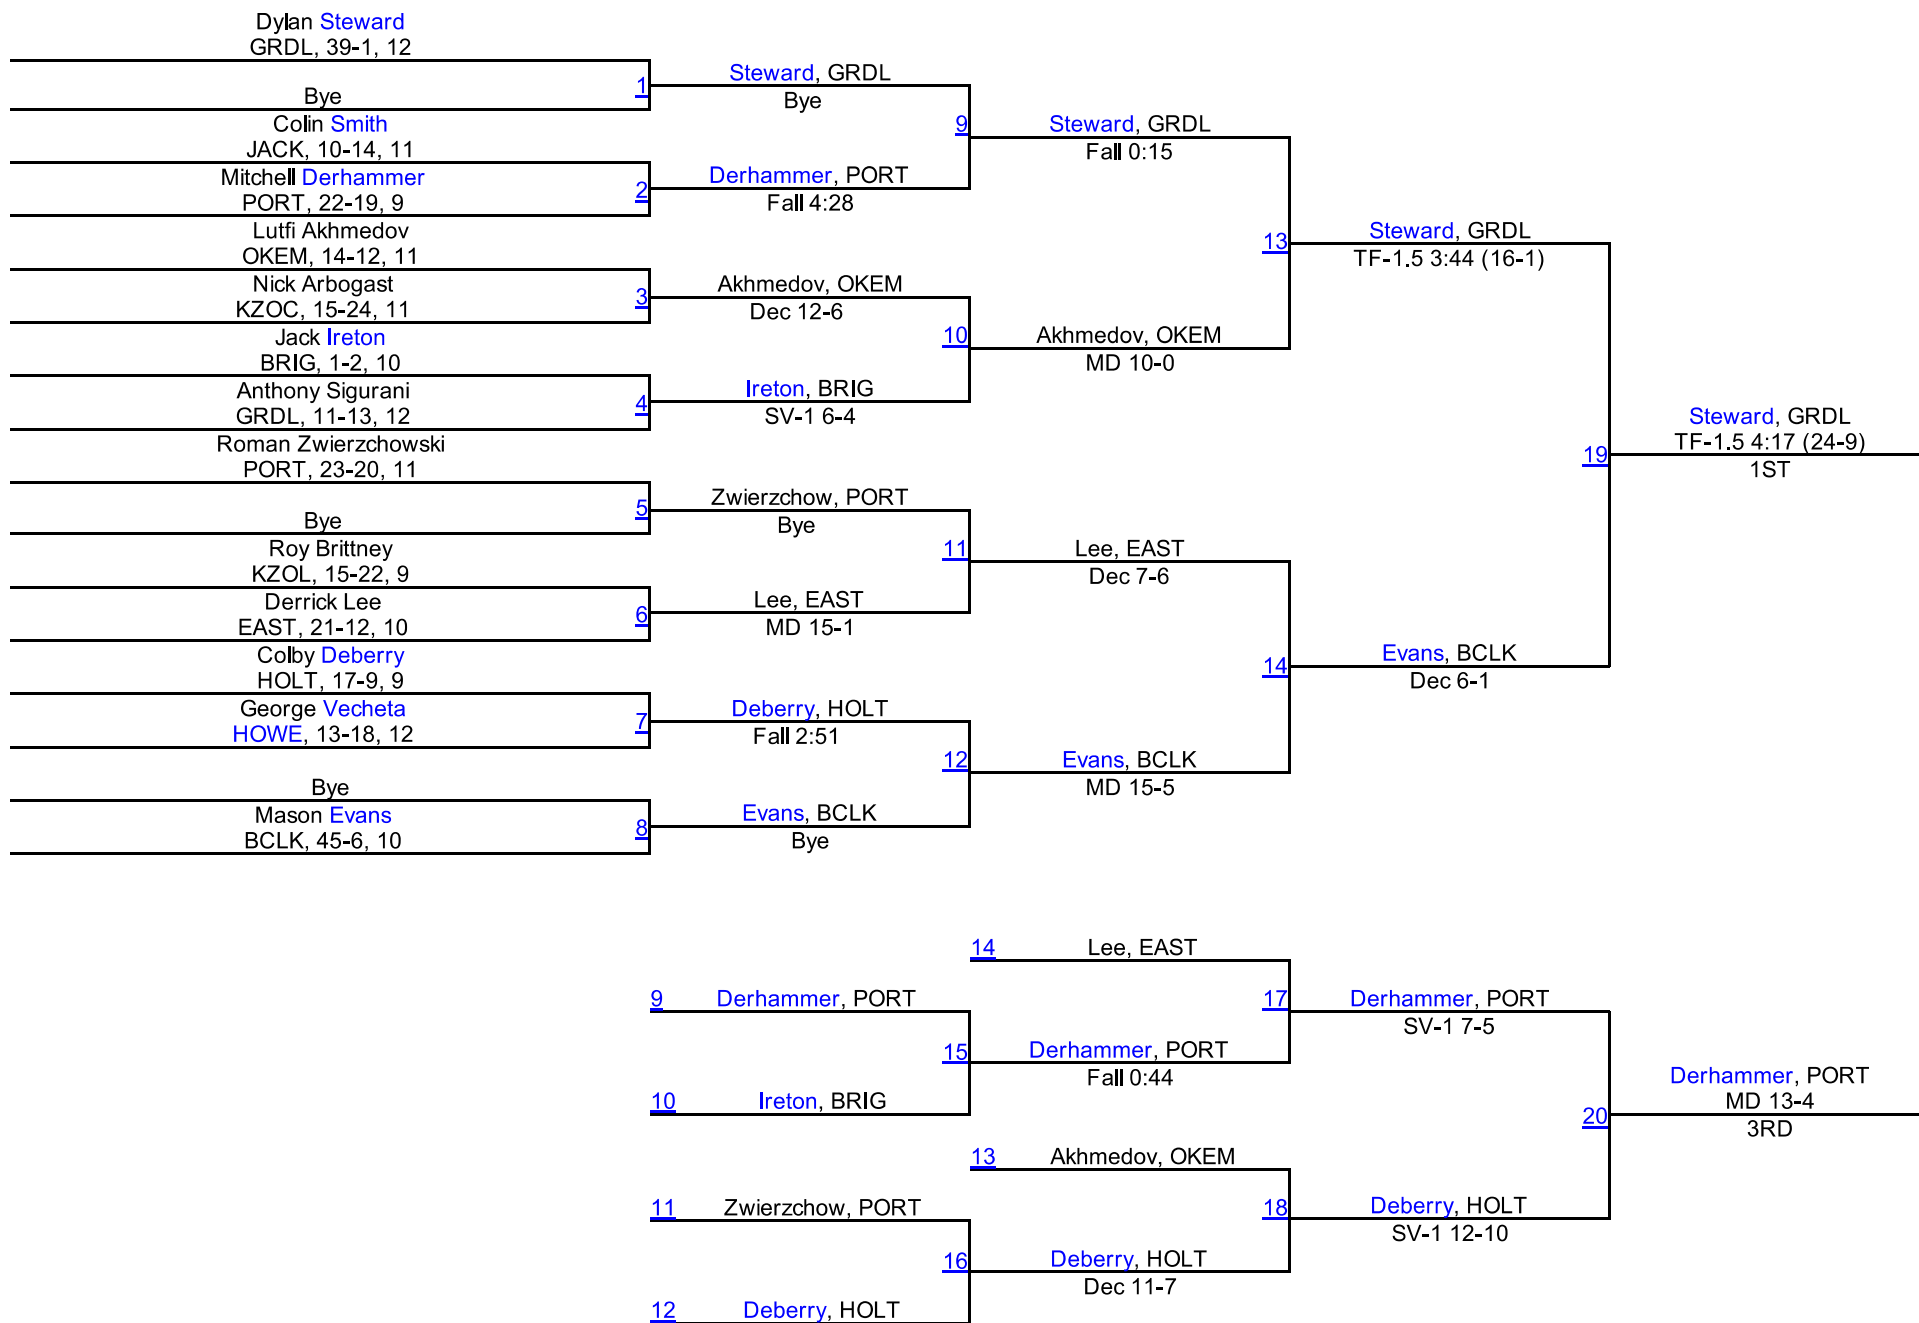 Dylan Steward
GRDL, 39-1, 12
Bye
1
Colin Smith
JACK, 10-14, 11
Mitchell Derhammer
PORT, 22-19, 9
2
Lutfi Akhmedov
OKEM, 14-12, 11
Nick Arbogast
KZOC, 15-24, 11
3
Jack Ireton
BRIG, 1-2, 10
Anthony Sigurani
GRDL, 11-13, 12
4
Roman Zwierzchowski
PORT, 23-20, 11
Bye
5
Roy Brittney
KZOL, 15-22, 9
Derrick Lee
EAST, 21-12, 10
6
Colby Deberry
HOLT, 17-9, 9
George Vecheta
HOWE, 13-18, 12
7
Bye
Mason Evans
BCLK, 45-6, 10
8
Steward, GRDL
Bye
9
Derhammer, PORT
Fall 4:28
Akhmedov, OKEM
Dec 12-6
10
Ireton, BRIG
SV-1 6-4
Zwierzchow, PORT
Bye
11
Lee, EAST
MD 15-1
Deberry, HOLT
Fall 2:51
12
Evans, BCLK
Bye
Steward, GRDL
Fall 0:15
13
Akhmedov, OKEM
MD 10-0
Lee, EAST
Dec 7-6
14
Evans, BCLK
MD 15-5
Steward, GRDL
TF-1.5 3:44 (16-1)
19
Evans, BCLK
Dec 6-1
Steward, GRDL
TF-1.5 4:17 (24-9)
1ST
9 Derhammer, PORT
15
10 Ireton, BRIG
11 Zwierzchow, PORT
16
12 Deberry, HOLT
14 Lee, EAST
17
Derhammer, PORT
Fall 0:44
13 Akhmedov, OKEM
18
Deberry, HOLT
Dec 11-7
Derhammer, PORT
SV-1 7-5
20
Deberry, HOLT
SV-1 12-10
Derhammer, PORT
MD 13-4
3RD